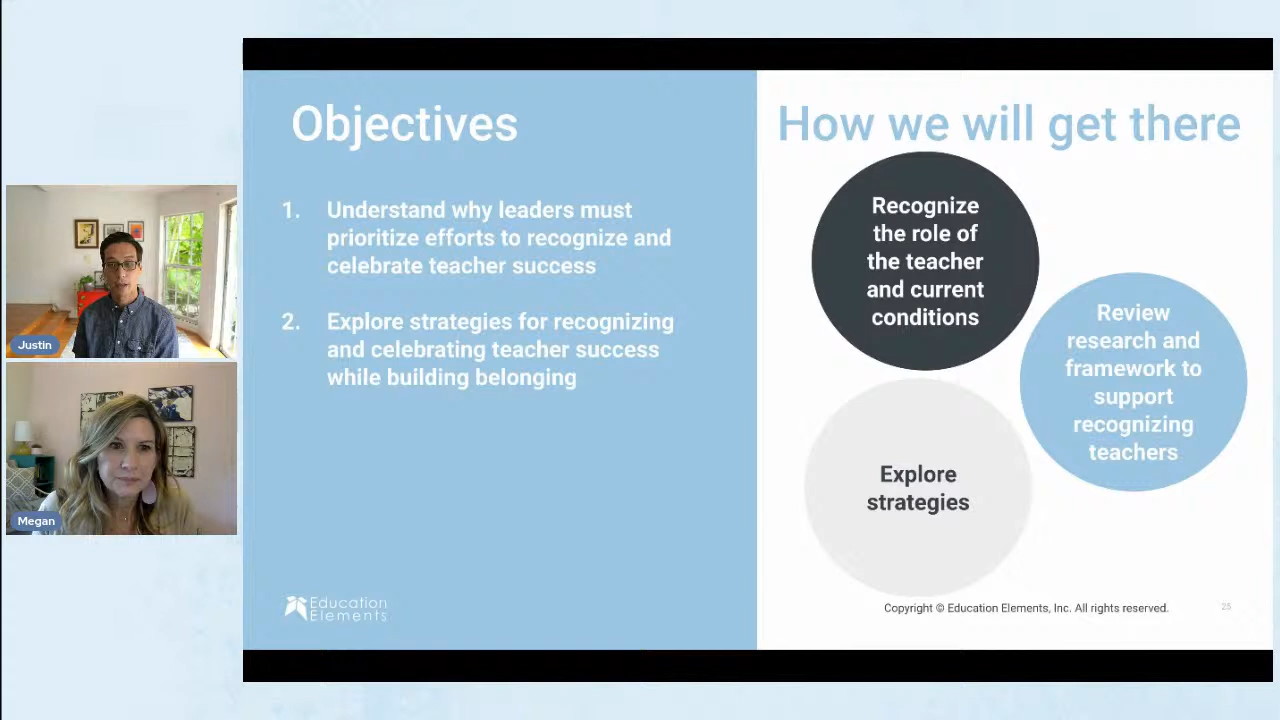 Objectives
1. Understand why leaders must
prioritize efforts to recognize and
celebrate teacher success
2. Explore strategies for recognizing
and celebrating teacher success
while building belonging
Education
Elements
How we will get there
Recognize
the role of
the teacher
and current
conditions
Review
research and
framework to
support
recognizing
teachers
Explore
strategies
Copyright © Education Elements, Inc. All rights reserved.
25
Justin
Megan